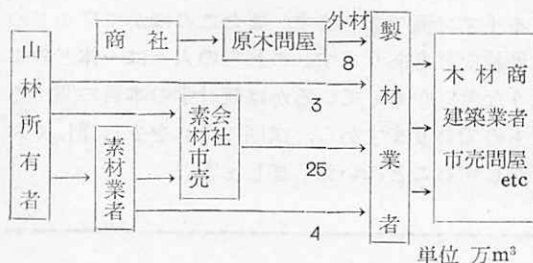 山林所有者
商社
原木問屋
外材
8
3
素材業者
素材市売
会社
25
4
製材業者
木材商
建築業者
市売問屋
etc
単位 万m³